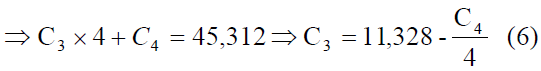 ⇒ C₃ × 4 + C₄ = 45,312 ⇒ C₃ = 11,328 - C₄/4 (6)